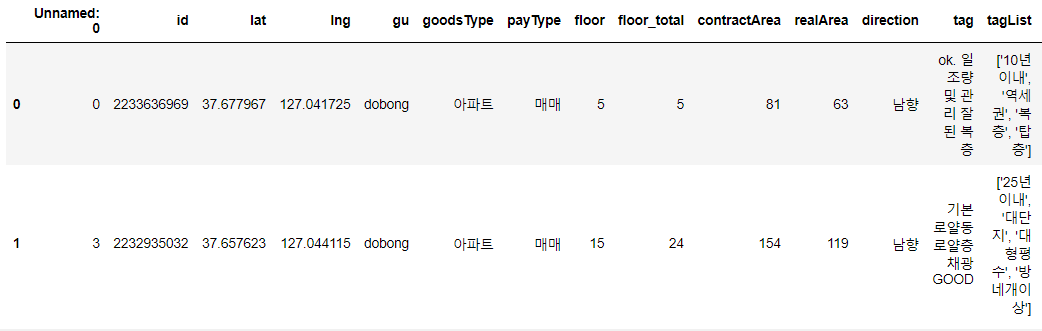 Unnamed: 0 id lat lng gu goodsType payType floor floor_total contractArea realArea direction tag tagList
0 0 2233636969 37.677967 127.041725 dobong 아파트 매매 5 5 81 63 남향
ok. 일
조량
및 관
리 잘
된 복
층
['10년
이내',
'역세
권', '복
층', '탑
층']
1 3 2232935032 37.657623 127.044115 dobong 아파트 매매 15 24 154 119 남향
기본
로얄동
로얄층
채광
GOOD
['25년
이내',
'대단
지', '대
형평
수', '방
네개이
상']